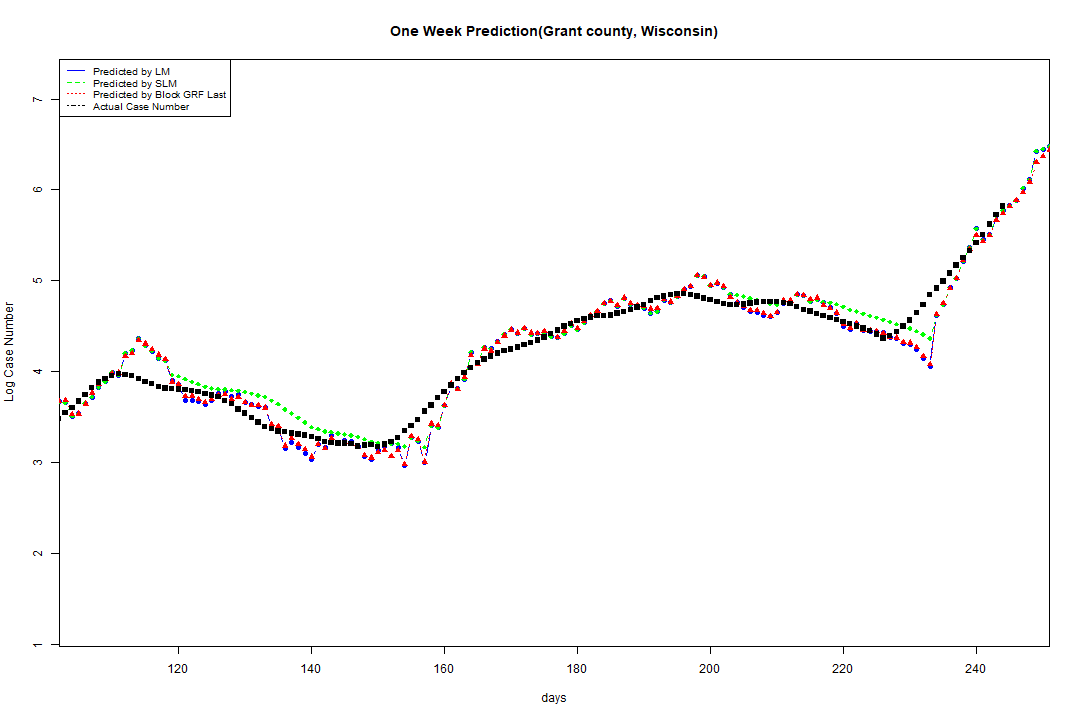 One Week Prediction(Grant county, Wisconsin)
Predicted by LM
Predicted by SLM
Predicted by Block GRF Last
Actual Case Number
7
6
5
4
3
2
1
Log Case Number
120 140 160 180 200 220 240
days